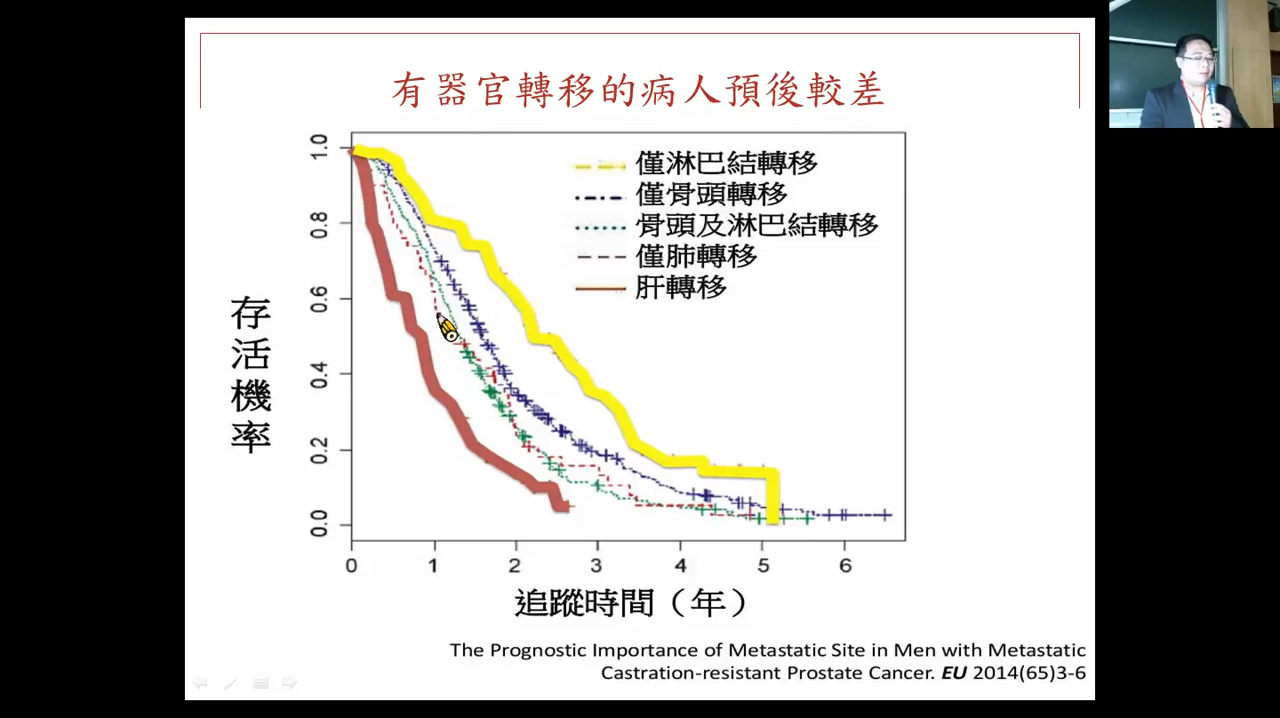 有器官轉移的病人預後較差
僅淋巴結轉移
僅骨頭轉移
骨頭及淋巴結轉移
僅肺轉移
肝轉移
存活機率
1.0
0.8
0.6
0.4
0.2
0.0
0 1 2 3 4 5 6
追蹤時間（年）
The Prognostic Importance of Metastatic Site in Men with Metastatic
Castration-resistant Prostate Cancer. EU 2014(65)3-6